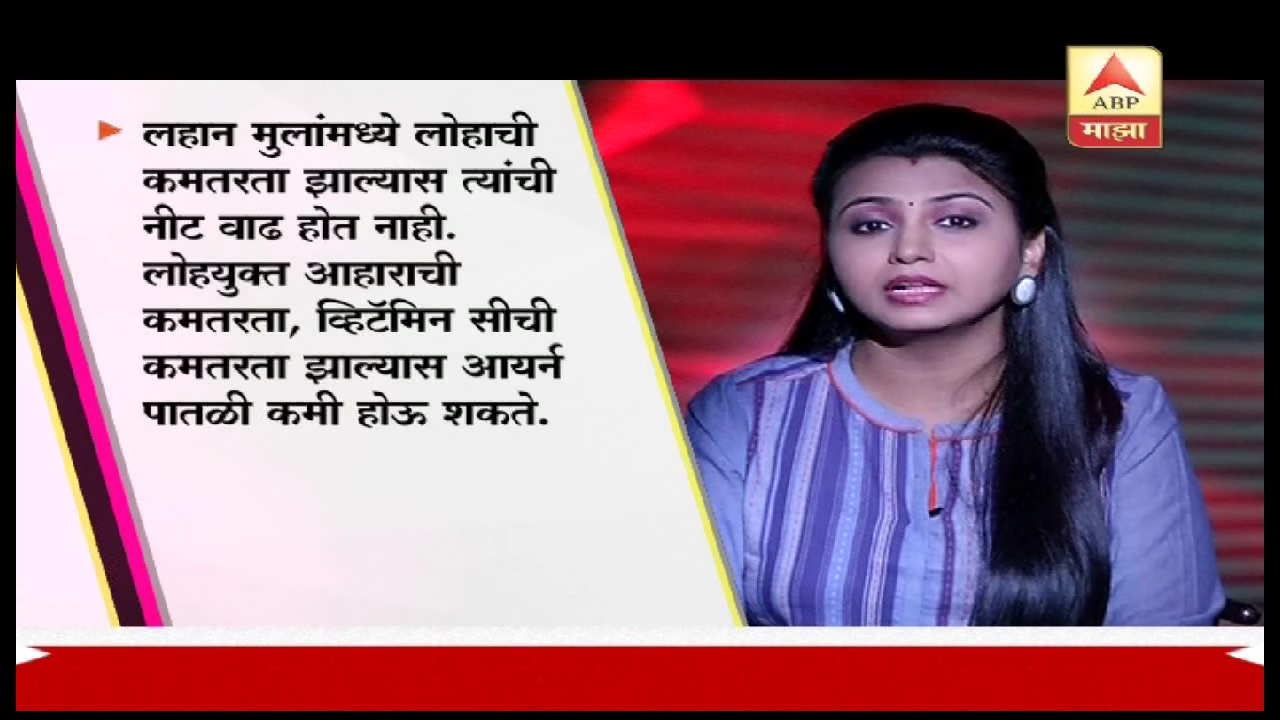 लहान मुलांमध्ये लोहाची
कमतरता झाल्यास त्यांची
नीट वाढ होत नाही.
लोहयुक्त आहाराची
कमतरता, व्हिटॅमिन सीची
कमतरता झाल्यास आयर्न
पातळी कमी होऊ शकते.
ABP
माझा